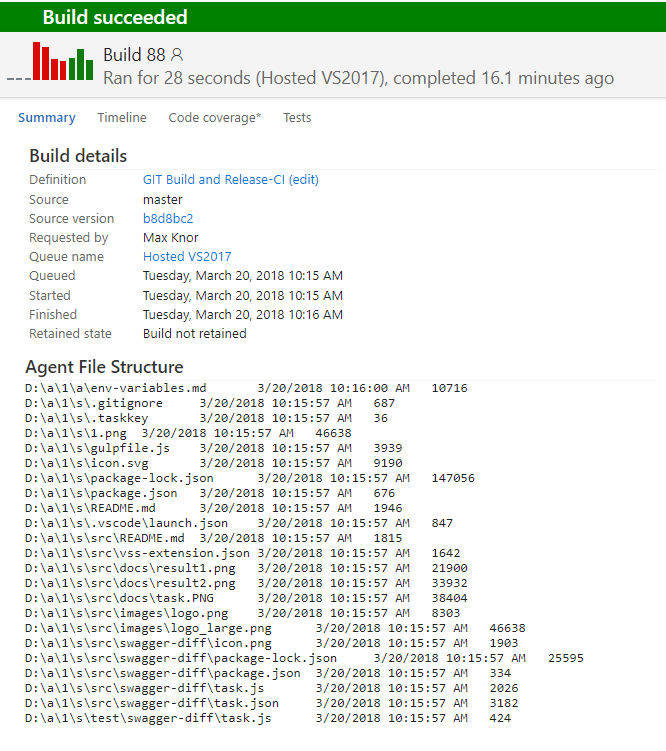 Build succeeded
Build 88
Ran for 28 seconds (Hosted VS2017), completed 16.1 minutes ago
Summary Timeline Code coverage* Tests
Build details
Definition GIT Build and Release-CI (edit)
Source master
Source version b8d8bc2
Requested by Max Knor
Queue name Hosted VS2017
Queued Tuesday, March 20, 2018 10:15 AM
Started Tuesday, March 20, 2018 10:15 AM
Finished Tuesday, March 20, 2018 10:16 AM
Retained state Build not retained
Agent File Structure
D:\a\1\a\env-variables.md 3/20/2018 10:16:00 AM 10716
D:\a\1\s\.gitignore 3/20/2018 10:15:57 AM 687
D:\a\1\s\.taskkey 3/20/2018 10:15:57 AM 36
D:\a\1\s\1.png 3/20/2018 10:15:57 AM 46638
D:\a\1\s\gulpfile.js 3/20/2018 10:15:57 AM 3939
D:\a\1\s\icon.svg 3/20/2018 10:15:57 AM 9190
D:\a\1\s\package-lock.json 3/20/2018 10:15:57 AM 147056
D:\a\1\s\package.json 3/20/2018 10:15:57 AM 676
D:\a\1\s\README.md 3/20/2018 10:15:57 AM 1946
D:\a\1\s\.vscode\launch.json 3/20/2018 10:15:57 AM 847
D:\a\1\s\src\README.md 3/20/2018 10:15:57 AM 1815
D:\a\1\s\src\vss-extension.json 3/20/2018 10:15:57 AM 1642
D:\a\1\s\src\docs\result1.png 3/20/2018 10:15:57 AM 21900
D:\a\1\s\src\docs\result2.png 3/20/2018 10:15:57 AM 33932
D:\a\1\s\src\docs\task.PNG 3/20/2018 10:15:57 AM 38404
D:\a\1\s\src\images\logo.png 3/20/2018 10:15:57 AM 8303
D:\a\1\s\src\images\logo_large.png 3/20/2018 10:15:57 AM 46638
D:\a\1\s\src\swagger-diff\icon.png 3/20/2018 10:15:57 AM 1903
D:\a\1\s\src\swagger-diff\package-lock.json 3/20/2018 10:15:57 AM 25595
D:\a\1\s\src\swagger-diff\package.json 3/20/2018 10:15:57 AM 334
D:\a\1\s\src\swagger-diff\task.js 3/20/2018 10:15:57 AM 2026
D:\a\1\s\src\swagger-diff\task.json 3/20/2018 10:15:57 AM 3182
D:\a\1\s\test\swagger-diff\task.js 3/20/2018 10:15:57 AM 424